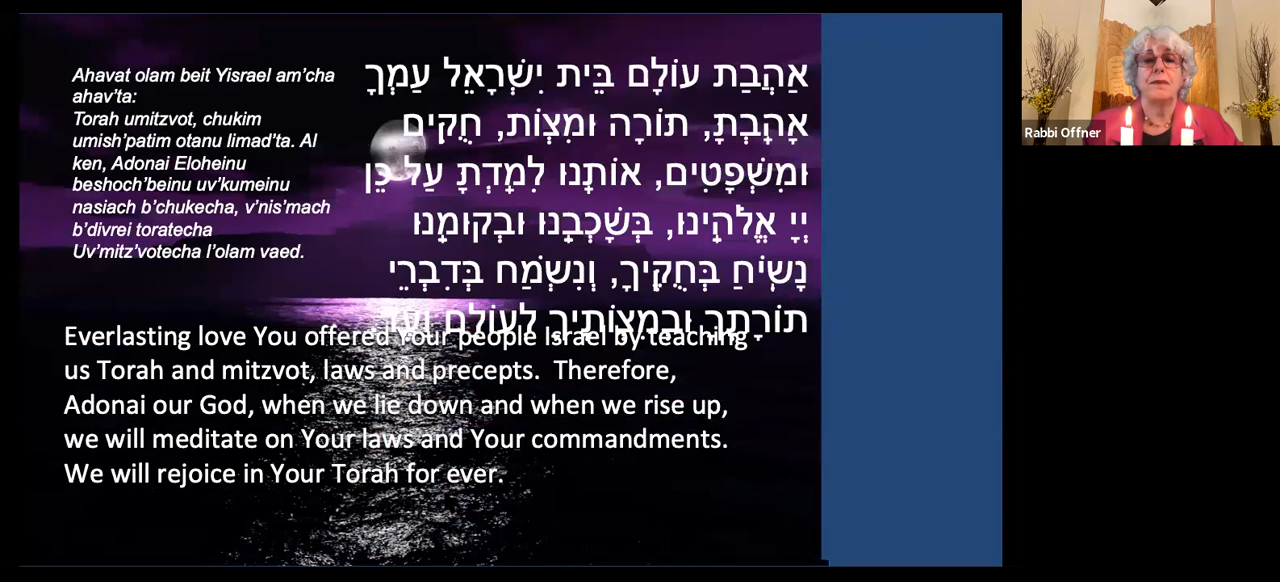 Ahavat olam beit Yisrael am’cha
ahav’ta:
Torah umitzvot, chukim
umish’patim otanu limad’ta. Al
ken, Adonai Eloheinu
beshoch’beinu uv’kumeinu
nasiach b’chukecha, v’nis’mach
b’divrei toratecha
Uv’mitz’votecha l’olam vaed.
אַהֲבַת עוֹלָם בֵּית יִשְׂרָאֵל עַמְּךָ
אָהָבְתָּ, תּוֹרָה וּמִצְוֹת, חֻקִּים
וּמִשְׁפָּטִים, אוֹתָנוּ לִמַּדְתָּ עַל כֵּן
יְיָ אֱלֹהֵינוּ, בְּשָׁכְבֵנוּ וּבְקוּמֵנוּ
נָשִׂיחַ בְּחֻקֶּיךָ, וְנִשְׂמַח בְּדִבְרֵי
תוֹרָתֶךָ וּבְמִצְוֹתֶיךָ לְעוֹלָם וָעֶד
Everlasting love You offered Your people Israel by teaching
us Torah and mitzvot, laws and precepts.  Therefore,
Adonai our God, when we lie down and when we rise up,
we will meditate on Your laws and Your commandments.
We will rejoice in Your Torah for ever.
Rabbi Offner